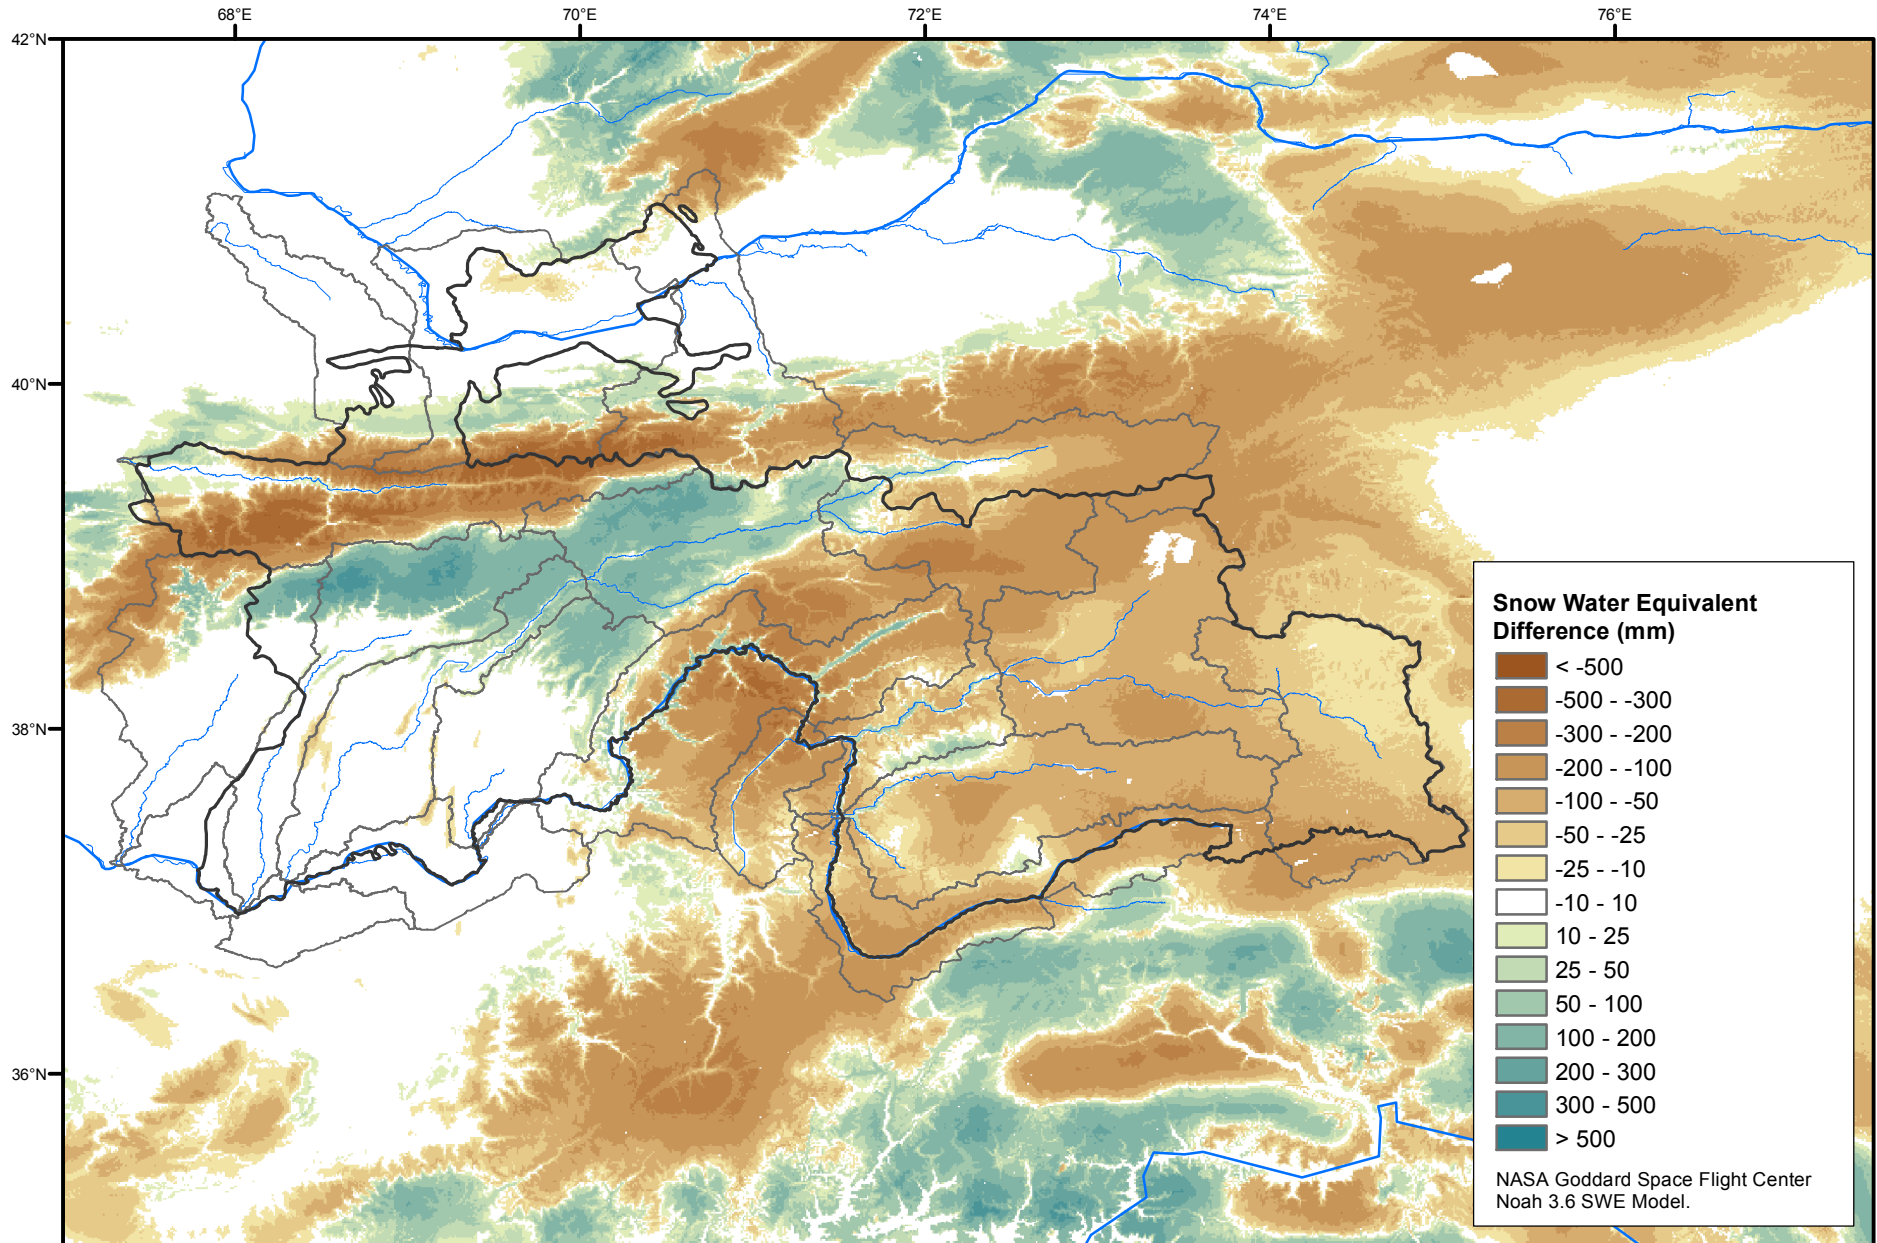 68°E
70°E
72°E
74°E
76°E
42°N
40°N
38°N
36°N
Snow Water Equivalent
Difference (mm)
< -500
-500 - -300
-300 - -200
-200 - -100
-100 - -50
-50 - -25
-25 - -10
-10 - 10
10 - 25
25 - 50
50 - 100
100 - 200
200 - 300
300 - 500
> 500
NASA Goddard Space Flight Center
Noah 3.6 SWE Model.